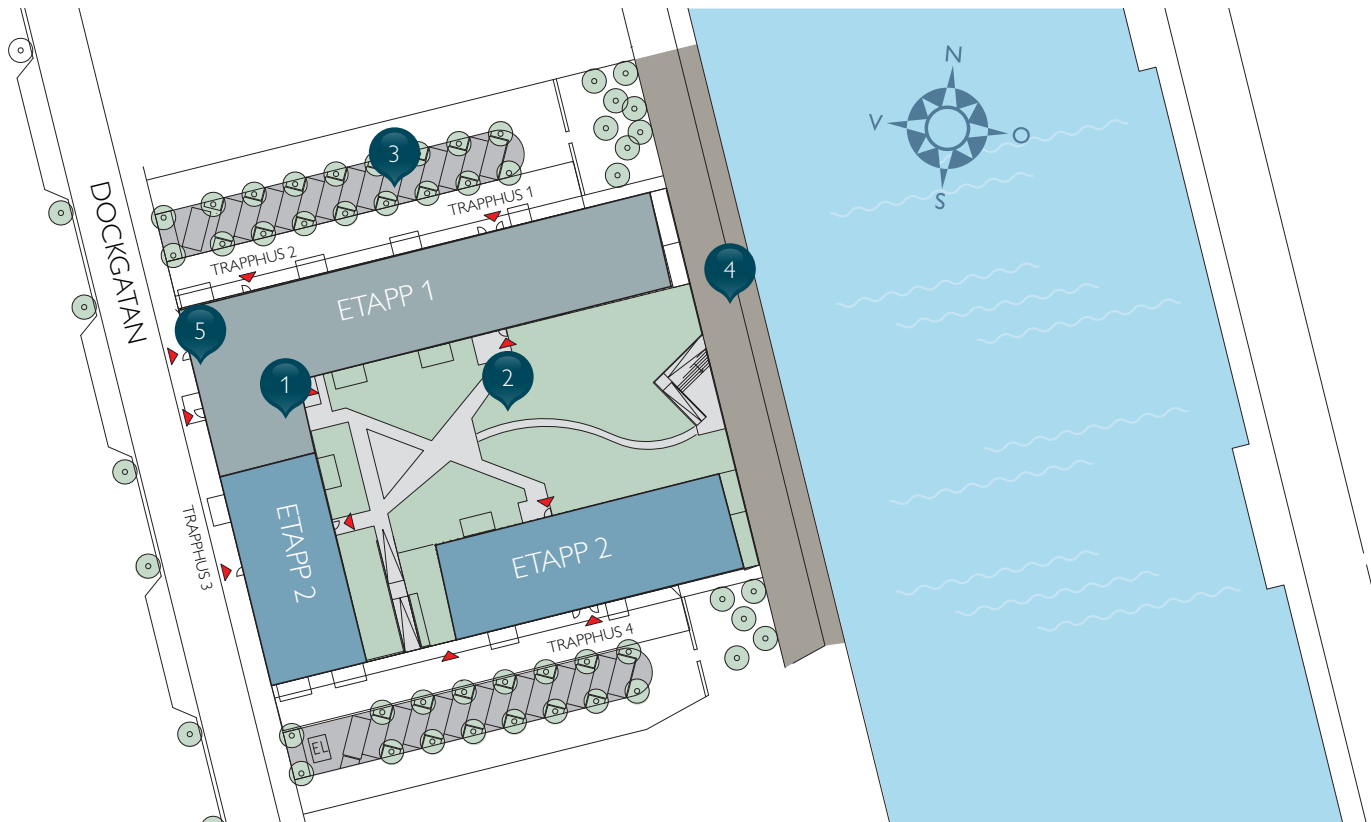 N
V
O
S
3
DOCKGATAN
TRAPPHUS 1
TRAPPHUS 2
4
ETAPP 1
5
1
2
ETAPP 2
TRAPPHUS 3
ETAPP 2
TRAPPHUS 4
EL